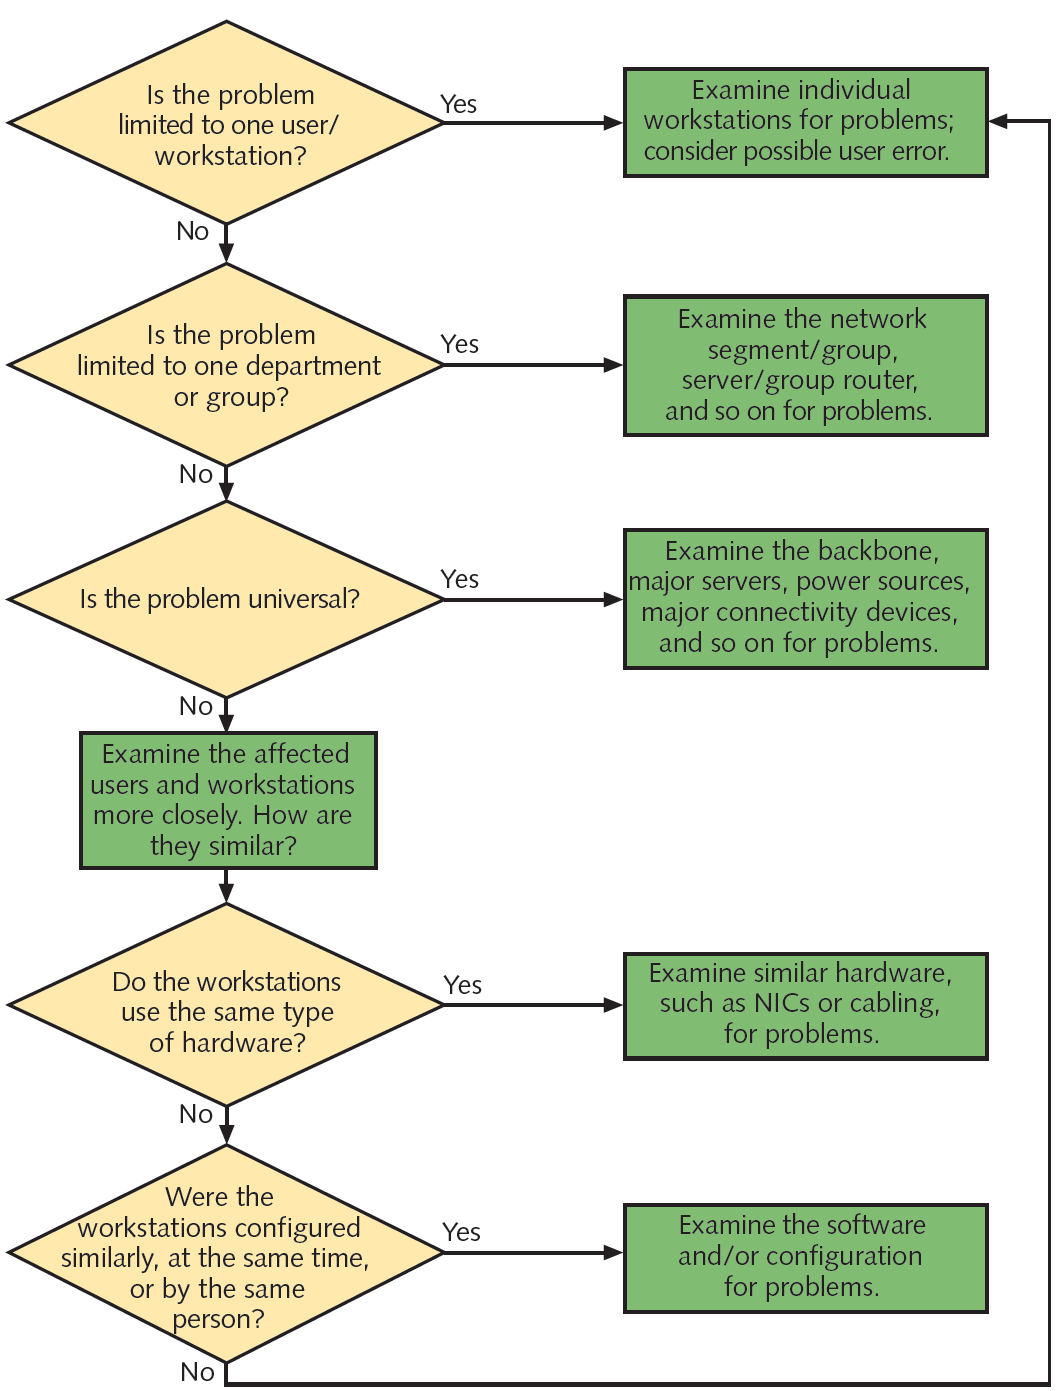 Is the problem
limited to one user/
workstation?
Yes
Examine individual
workstations for problems;
consider possible user error.
No
Is the problem
limited to one department
or group?
Yes
Examine the network
segment/group,
server/group router,
and so on for problems.
No
Is the problem universal?
Yes
Examine the backbone,
major servers, power sources,
major connectivity devices,
and so on for problems.
No
Examine the affected
users and workstations
more closely. How are
they similar?
Do the workstations
use the same type
of hardware?
Yes
Examine similar hardware,
such as NICs or cabling,
for problems.
No
Were the
workstations configured
similarly, at the same time,
or by the same
person?
Yes
Examine the software
and/or configuration
for problems.
No